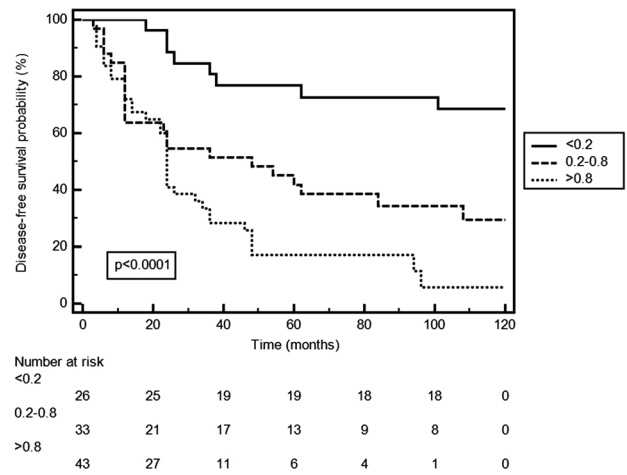 100
80
60
40
20
0
Disease-free survival probability (%)
p<0.0001
0 20 40 60 80 100 120
Time (months)
<0.2
0.2-0.8
>0.8
Number at risk
<0.2
26 25 19 19 18 18 0
0.2-0.8
33 21 17 13 9 8 0
>0.8
43 27 11 6 4 1 0